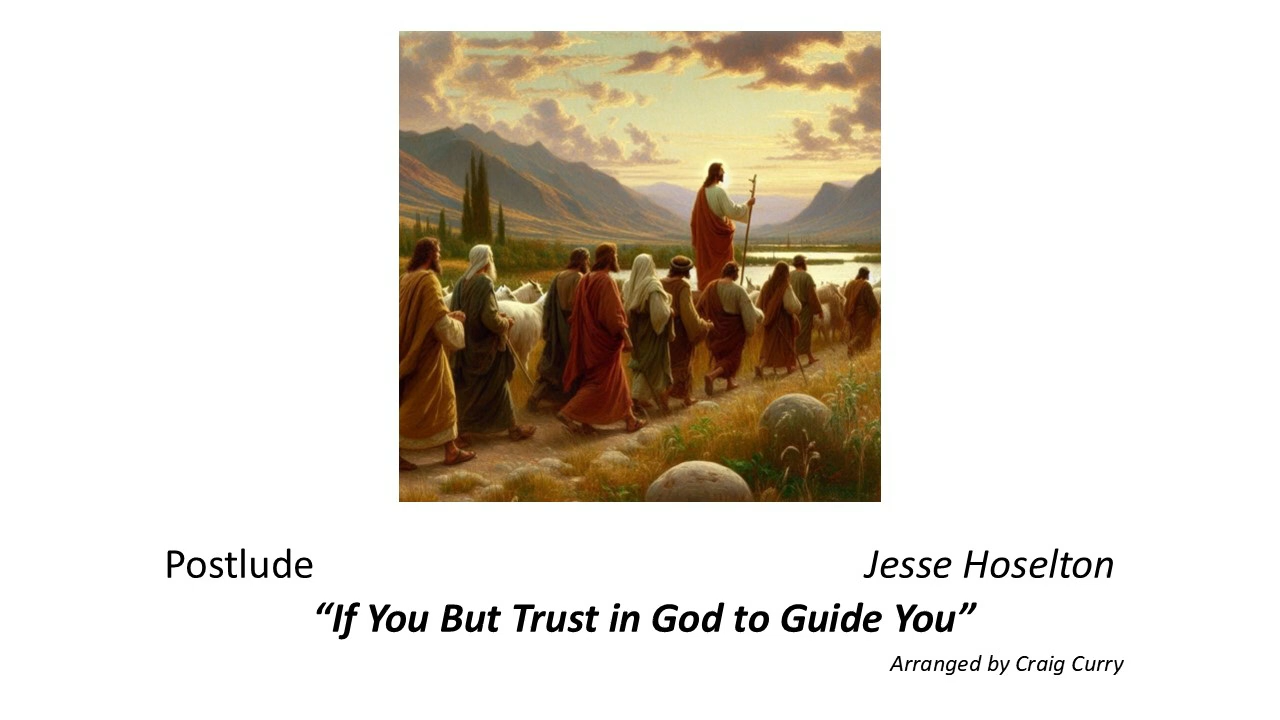 Postlude Jesse Hoselton
“If You But Trust in God to Guide You”
Arranged by Craig Curry